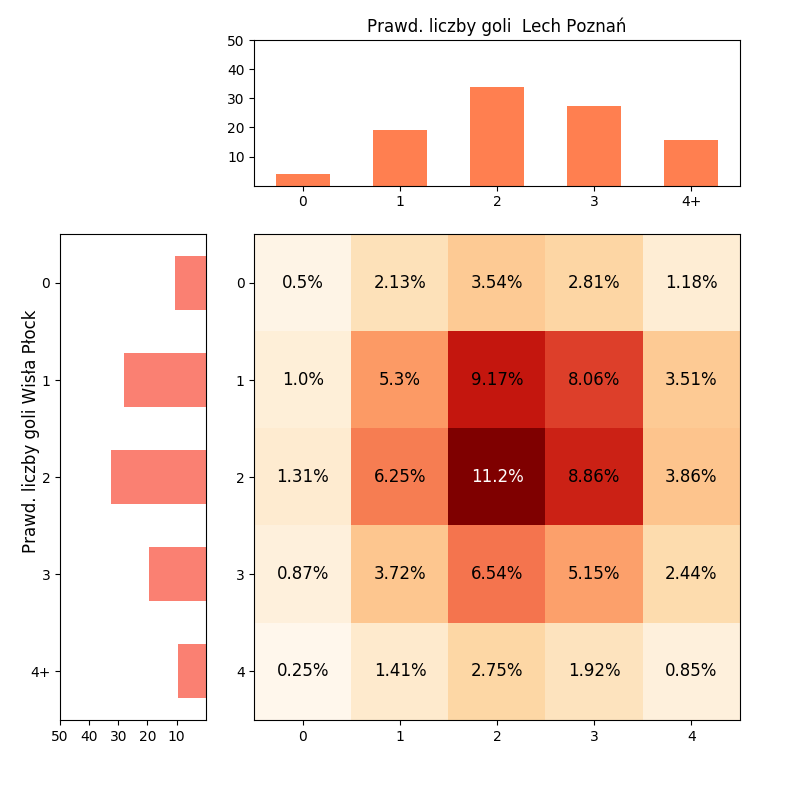 Prawd. liczby goli  Lech Poznań
50
40
30
20
10
0 1 2 3 4+
Prawd. liczby goli Wisła Płock
0
1
2
3
4+
50 40 30 20 10
0 0.5% 2.13% 3.54% 2.81% 1.18%
1 1.0% 5.3% 9.17% 8.06% 3.51%
2 1.31% 6.25% 11.2% 8.86% 3.86%
3 0.87% 3.72% 6.54% 5.15% 2.44%
4 0.25% 1.41% 2.75% 1.92% 0.85%
0 1 2 3 4